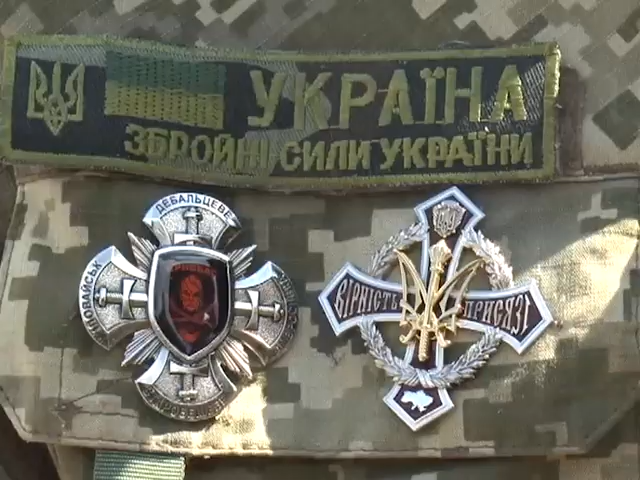 УКРАЇНА
ЗБРОЙНІ СИЛИ УКРАЇНИ
ДЕБАЛЬЦЕВЕ
ІЛОВАЙСЬК
ВІРНІСТЬ
ПРИСЯЗІ